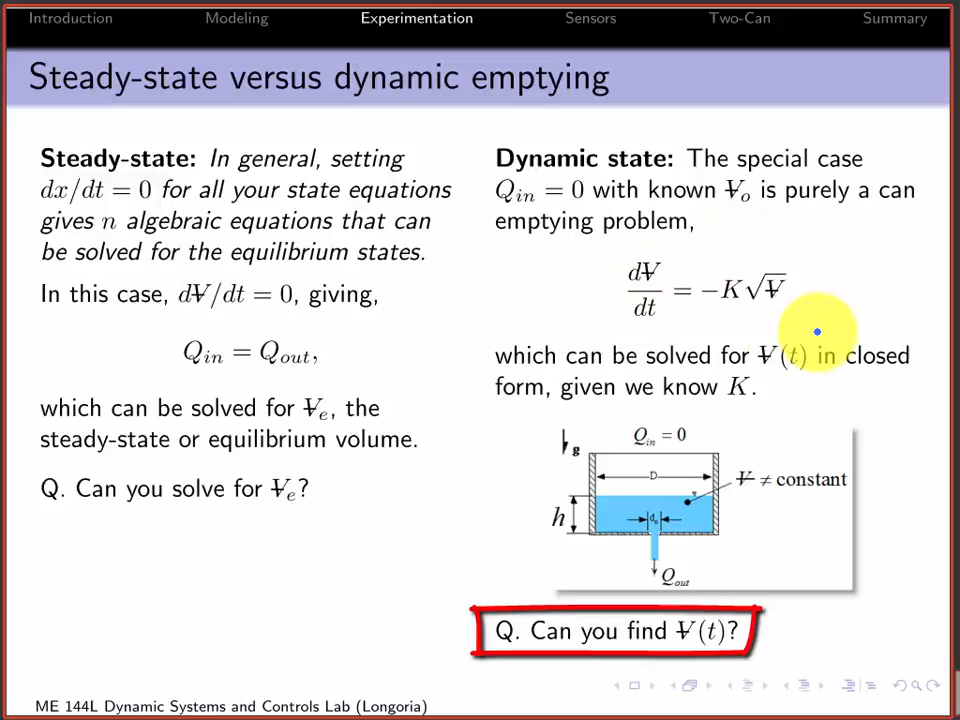 Introduction Modeling Experimentation Sensors Two-Can Summary
Steady-state versus dynamic emptying
Steady-state: In general, setting
dx/dt = 0 for all your state equations
gives n algebraic equations that can
be solved for the equilibrium states.
In this case, dV̶/dt = 0, giving,
Q_in = Q_out,
which can be solved for V̶_e, the
steady-state or equilibrium volume.
Q. Can you solve for V̶_e?
Dynamic state: The special case
Q_in = 0 with known V̶_o is purely a can
emptying problem,
dV̶/dt = −K√V̶
which can be solved for V̶(t) in closed
form, given we know K.
g
Q_in = 0
D
V̶ ≠ constant
h
d_o
Q_out
Q. Can you find V̶(t)?
ME 144L Dynamic Systems and Controls Lab (Longoria)